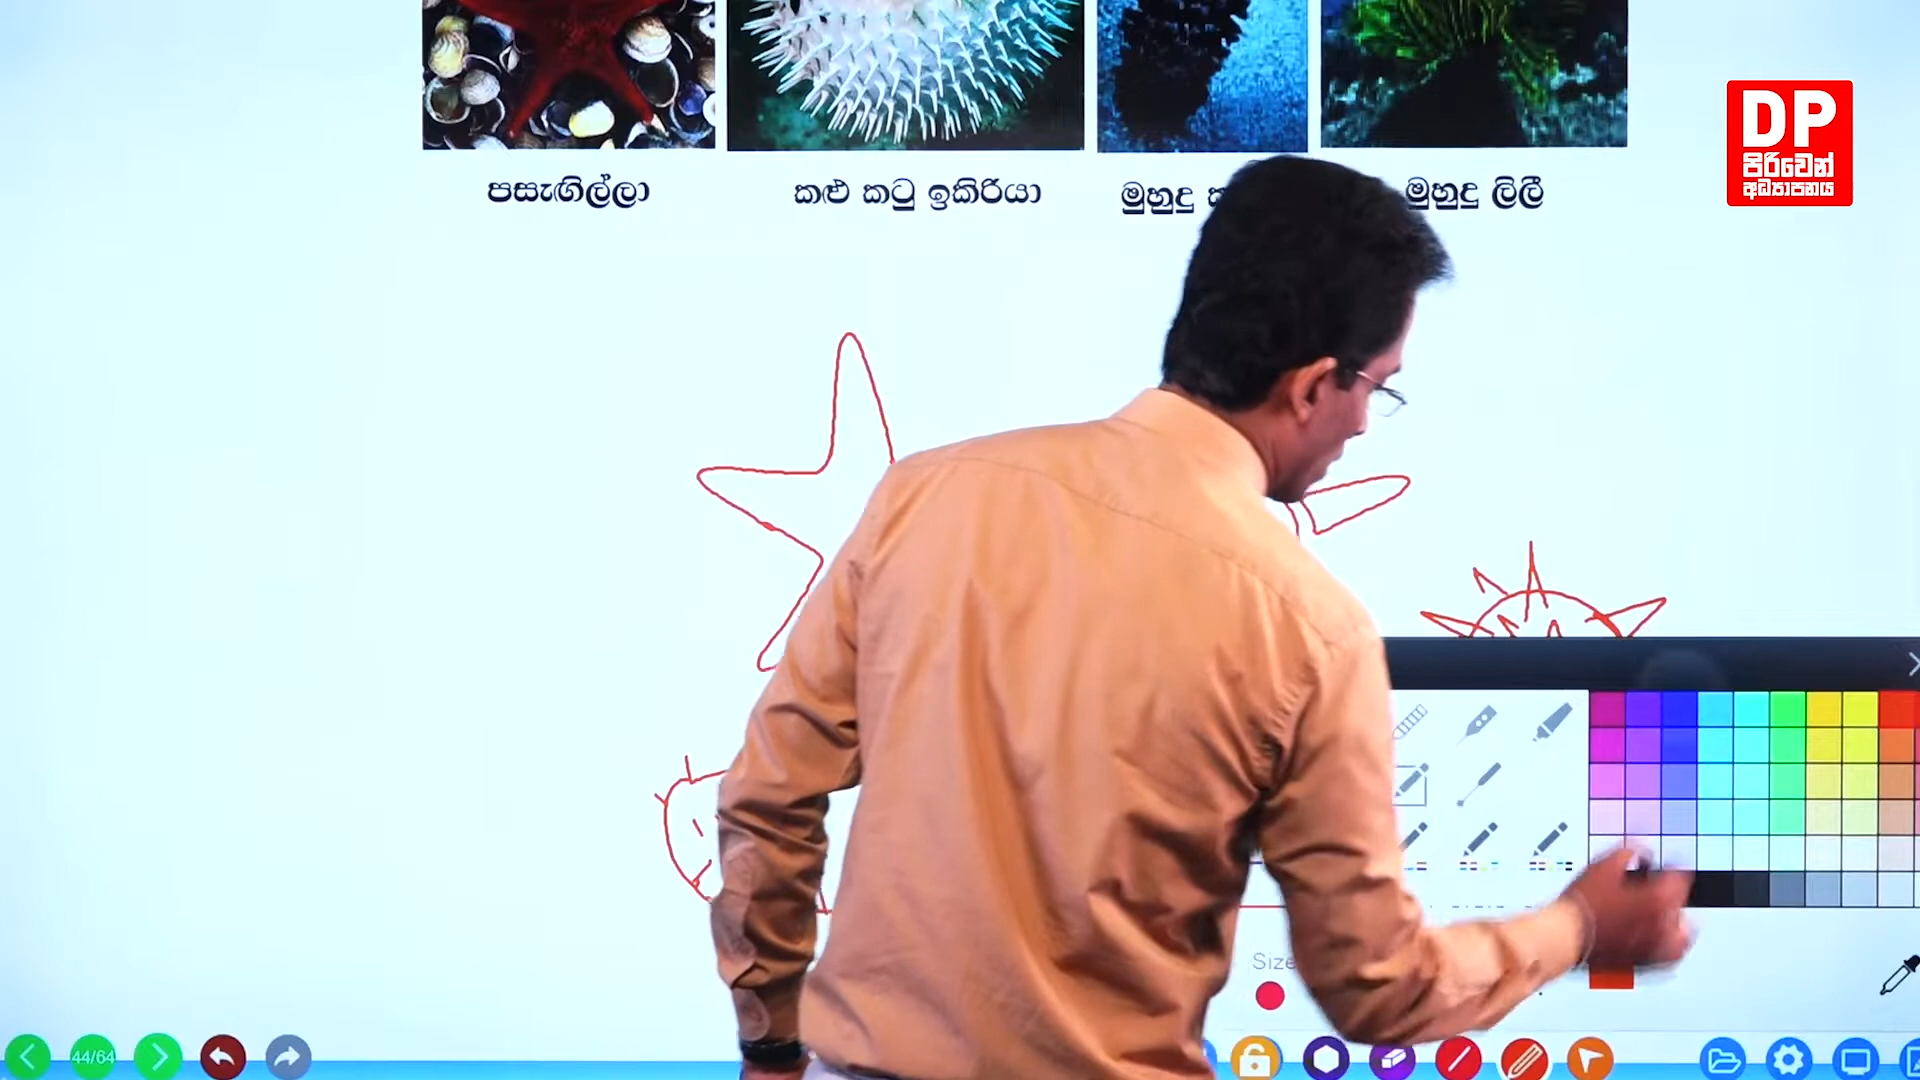 DP
පිරිවෙන්
අධ්‍යාපනය
පසැඟිල්ලා
කළු කටු ඉකිරියා
මුහුදු
මුහුදු ලිලී
Size
44/64